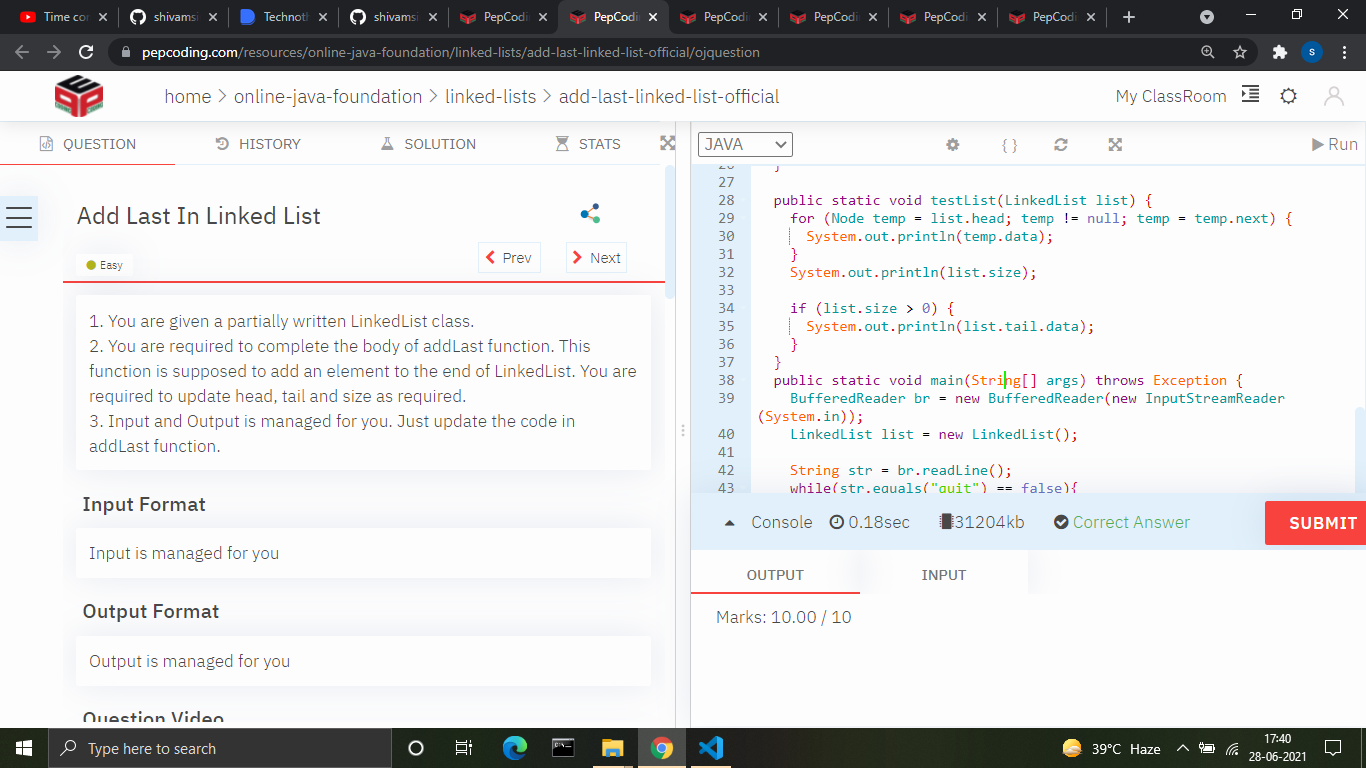 Time co
shivamsi
Technoth
shivamsi
PepCodi
PepCodi
PepCodi
PepCodi
PepCodi
PepCodi
pepcoding.com/resources/online-java-foundation/linked-lists/add-last-linked-list-official/ojquestion
s
home > online-java-foundation > linked-lists > add-last-linked-list-official
My ClassRoom
QUESTION
HISTORY
SOLUTION
STATS
Add Last In Linked List
Easy
Prev
Next
1. You are given a partially written LinkedList class.
2. You are required to complete the body of addLast function. This
function is supposed to add an element to the end of LinkedList. You are
required to update head, tail and size as required.
3. Input and Output is managed for you. Just update the code in
addLast function.
Input Format
Input is managed for you
Output Format
Output is managed for you
Question Video
JAVA
{ }
Run
26 }
27
28 public static void testList(LinkedList list) {
29 for (Node temp = list.head; temp != null; temp = temp.next) {
30 System.out.println(temp.data);
31 }
32 System.out.println(list.size);
33
34 if (list.size > 0) {
35 System.out.println(list.tail.data);
36 }
37 }
38 public static void main(String[] args) throws Exception {
39 BufferedReader br = new BufferedReader(new InputStreamReader
(System.in));
40 LinkedList list = new LinkedList();
41
42 String str = br.readLine();
43 while(str.equals("quit") == false){
Console
0.18sec
31204kb
Correct Answer
SUBMIT
OUTPUT
INPUT
Marks: 10.00 / 10
Type here to search
39°C Haze
17:40
28-06-2021